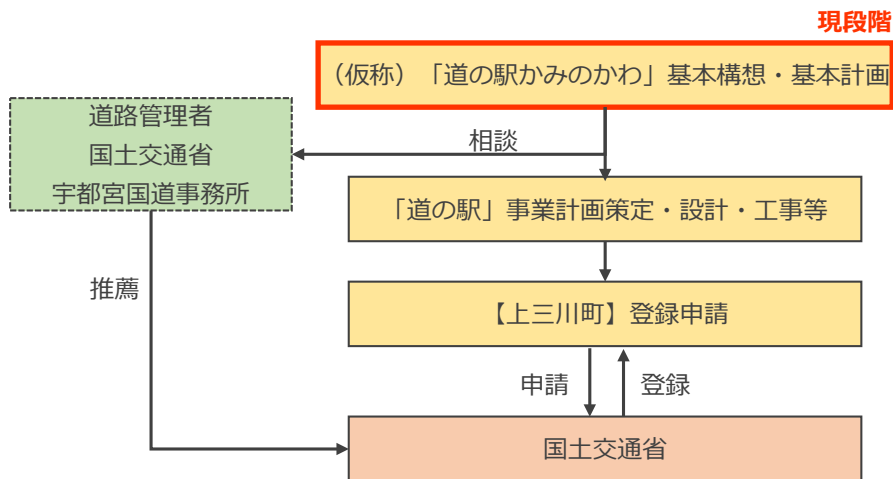 現段階
（仮称）「道の駅かみのかわ」基本構想・基本計画
道路管理者
国土交通省
宇都宮国道事務所
相談
「道の駅」事業計画策定・設計・工事等
推薦
【上三川町】登録申請
申請
登録
国土交通省